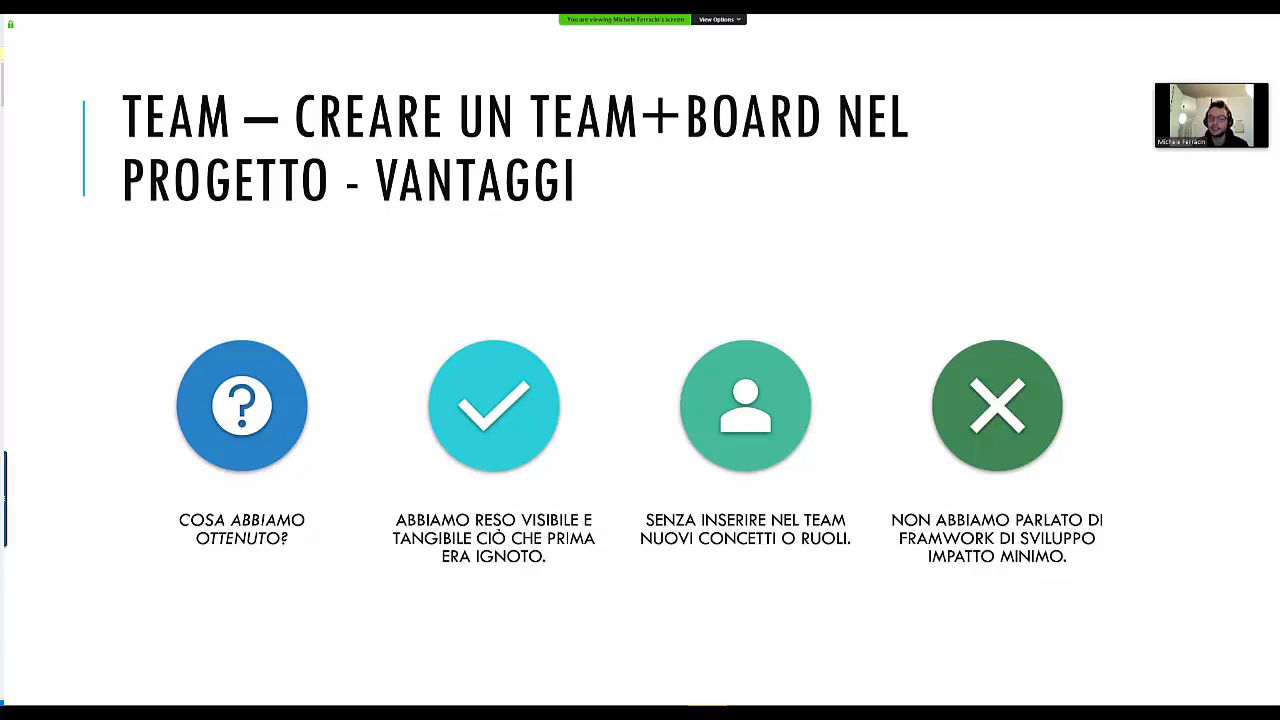 You are viewing Michele Ferracin's screen
View Options
TEAM – CREARE UN TEAM+BOARD NEL
PROGETTO - VANTAGGI
Michele Ferracin
COSA ABBIAMO
OTTENUTO?
ABBIAMO RESO VISIBILE E
TANGIBILE CIÒ CHE PRIMA
ERA IGNOTO.
SENZA INSERIRE NEL TEAM
NUOVI CONCETTI O RUOLI.
NON ABBIAMO PARLATO DI
FRAMWORK DI SVILUPPO
IMPATTO MINIMO.